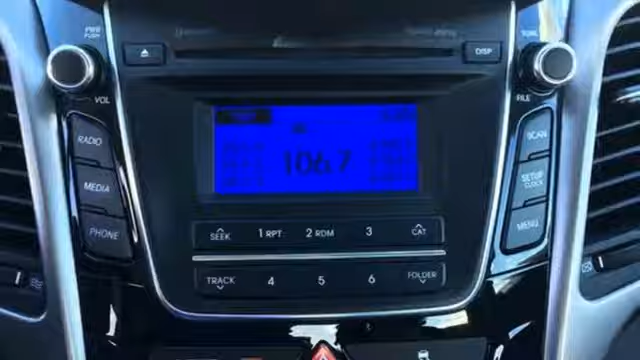 PWR
PUSH
VOL
DISP
TUNE
FILE
RADIO
MEDIA
PHONE
106.7
SCAN
SETUP
CLOCK
MENU
SEEK
1 RPT
2 RDM
3
CAT
TRACK
4
5
6
FOLDER